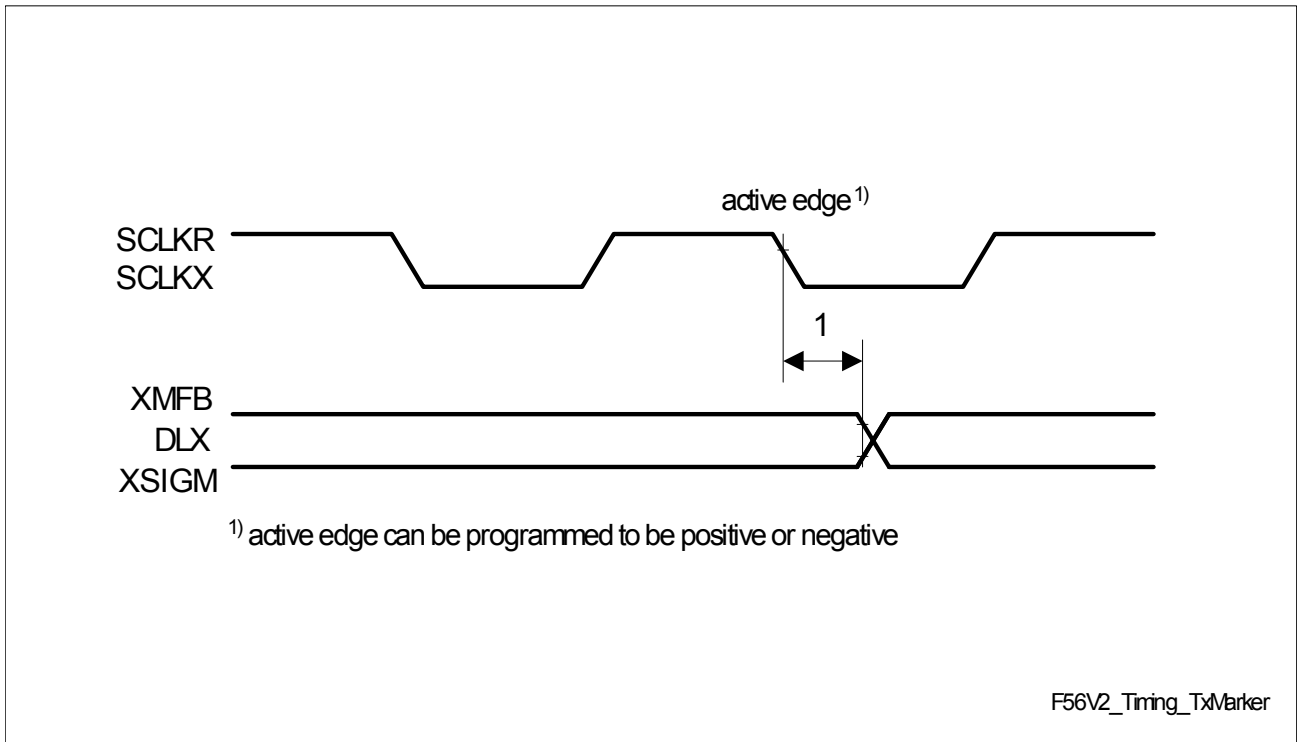 active edge 1)
SCLKR
SCLKX
1
XMFB
DLX
XSIGM
1) active edge can be programmed to be positive or negative
F56V2_Timing_TxMarker